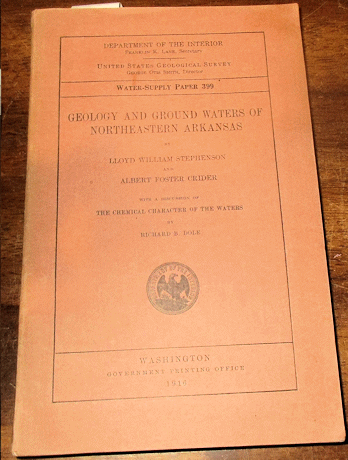 DEPARTMENT OF THE INTERIOR
FRANKLIN K. LANE, SECRETARY
UNITED STATES GEOLOGICAL SURVEY
GEORGE OTIS SMITH, DIRECTOR
WATER-SUPPLY PAPER 399
GEOLOGY AND GROUND WATERS OF
NORTHEASTERN ARKANSAS
BY
LLOYD WILLIAM STEPHENSON
AND
ALBERT FOSTER CRIDER
WITH A DISCUSSION OF
THE CHEMICAL CHARACTER OF THE WATERS
BY
RICHARD B. DOLE
WASHINGTON
GOVERNMENT PRINTING OFFICE
1916